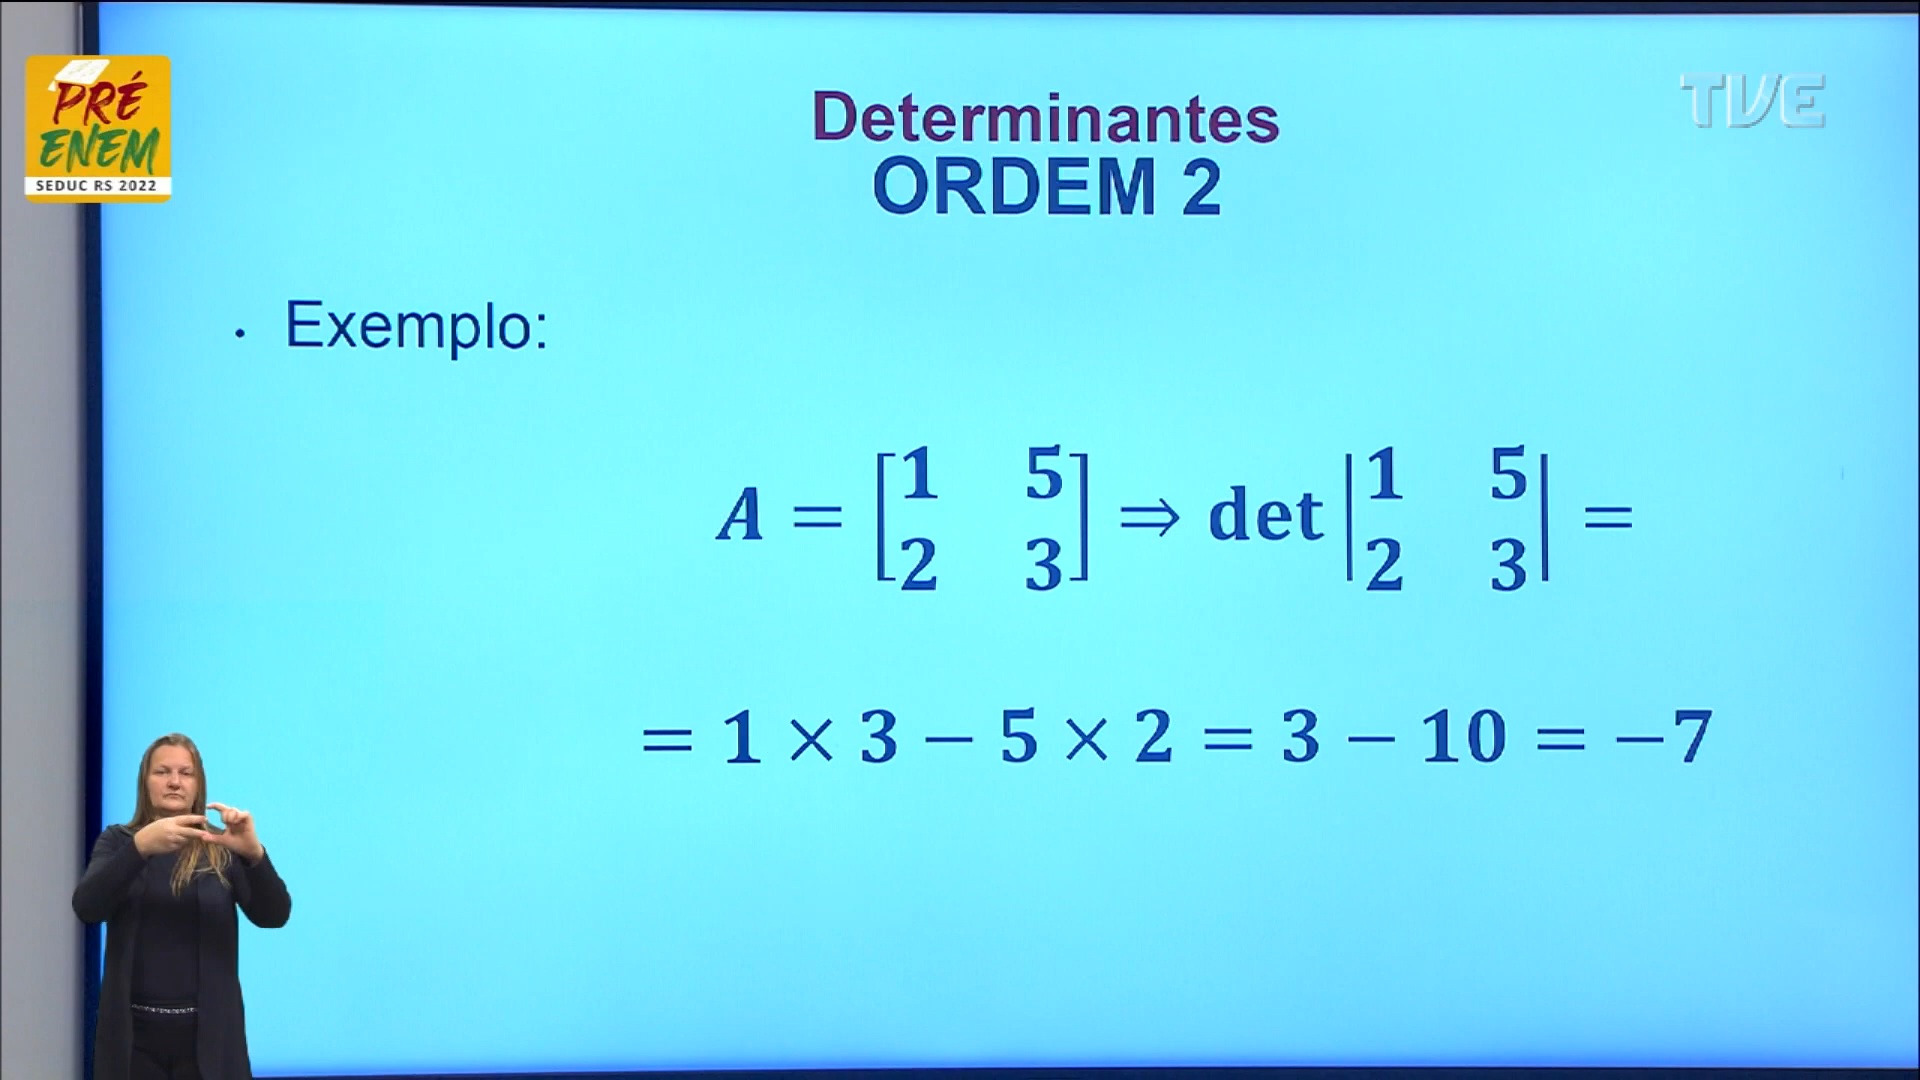 PRÉ
ENEM
SEDUC RS 2022
TVE
Determinantes
ORDEM 2
• Exemplo:
A = [1 5
2 3] ⇒ det |1 5
2 3| =
= 1 × 3 − 5 × 2 = 3 − 10 = −7